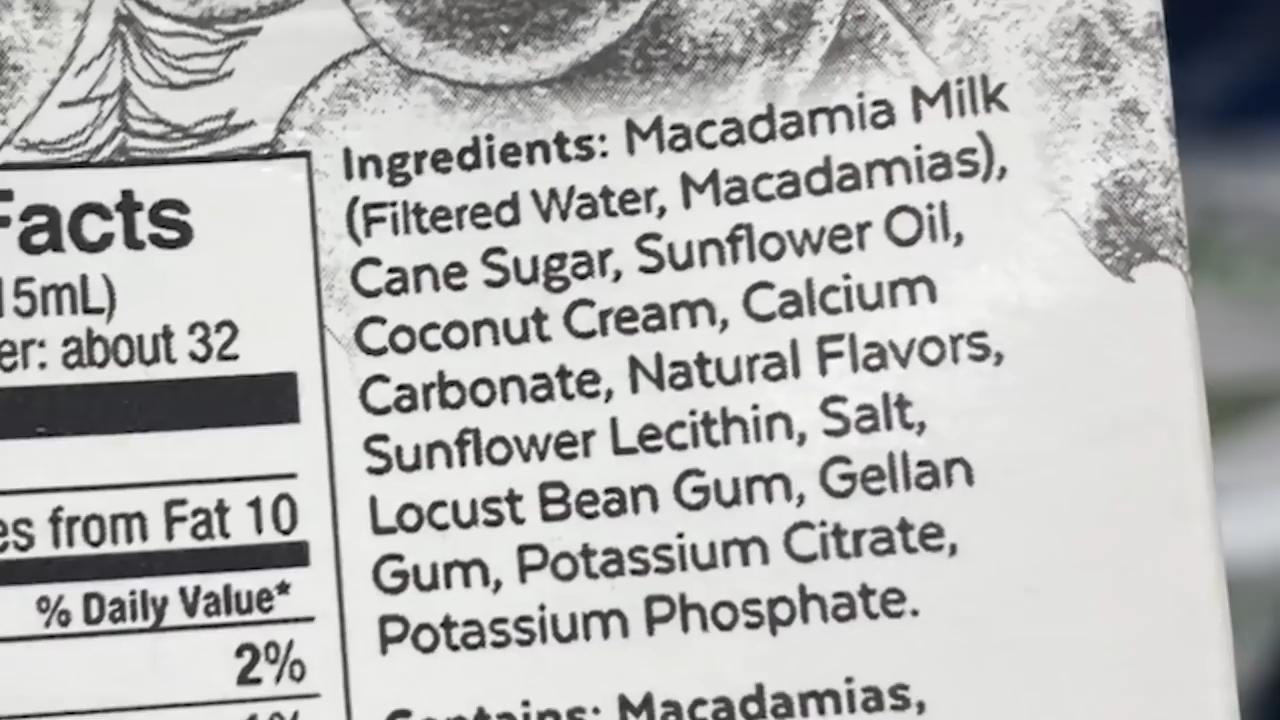 Facts
15mL)
er: about 32
es from Fat 10
% Daily Value*
2%
Ingredients: Macadamia Milk
(Filtered Water, Macadamias),
Cane Sugar, Sunflower Oil,
Coconut Cream, Calcium
Carbonate, Natural Flavors,
Sunflower Lecithin, Salt,
Locust Bean Gum, Gellan
Gum, Potassium Citrate,
Potassium Phosphate.
Contains: Macadamias,